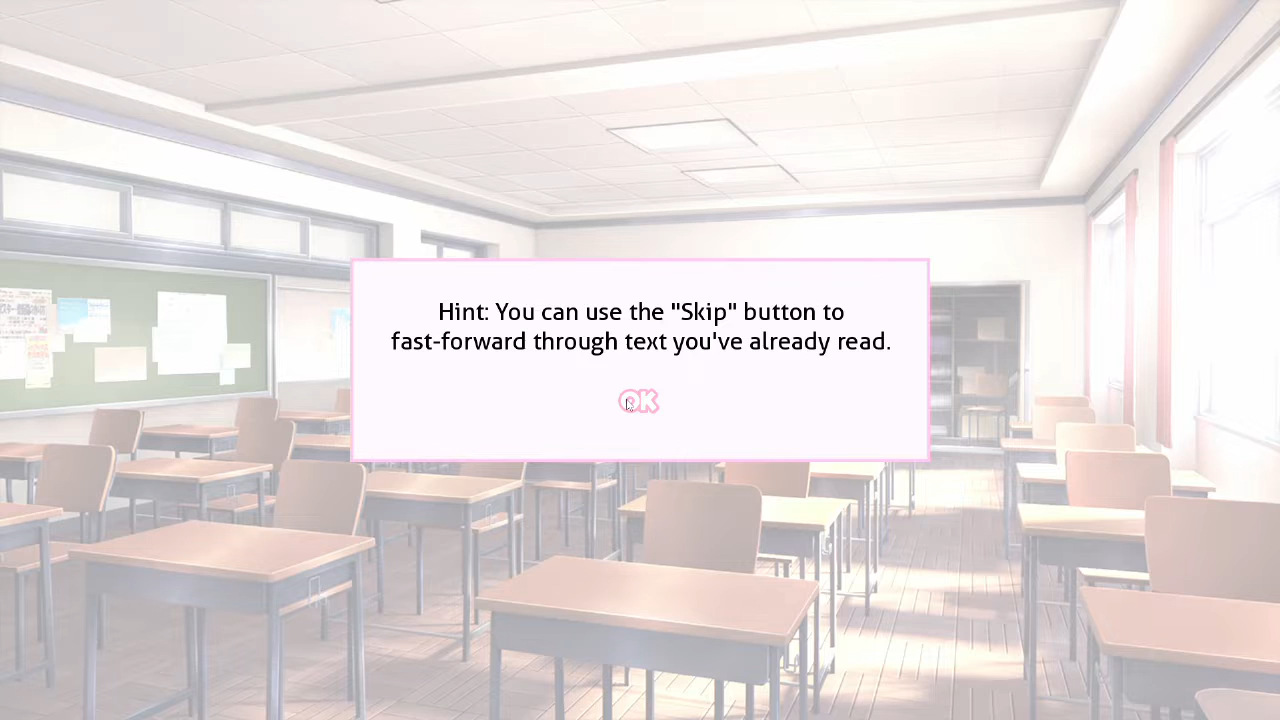 Hint: You can use the "Skip" button to
fast-forward through text you've already read.
OK